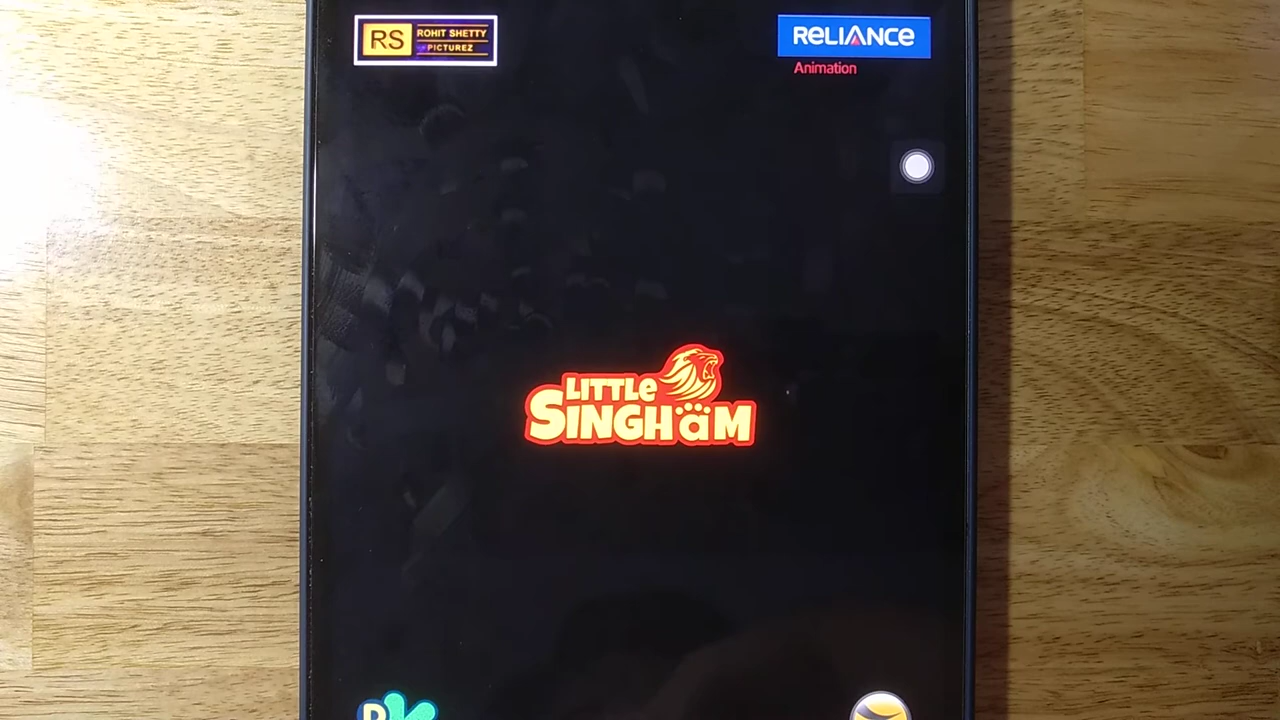 RS
ROHIT SHETTY
PICTUREZ
RELIANCE
Animation
LITTLE
SINGHAM